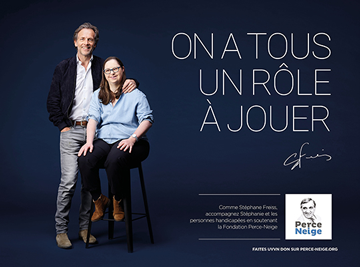 ON A TOUS
UN RÔLE
À JOUER
Comme Stéphane Freiss,
accompagnez Stéphanie et les
personnes handicapées en soutenant
la Fondation Perce-Neige
Perce
Neige
FAITES UN DON SUR PERCE-NEIGE.ORG